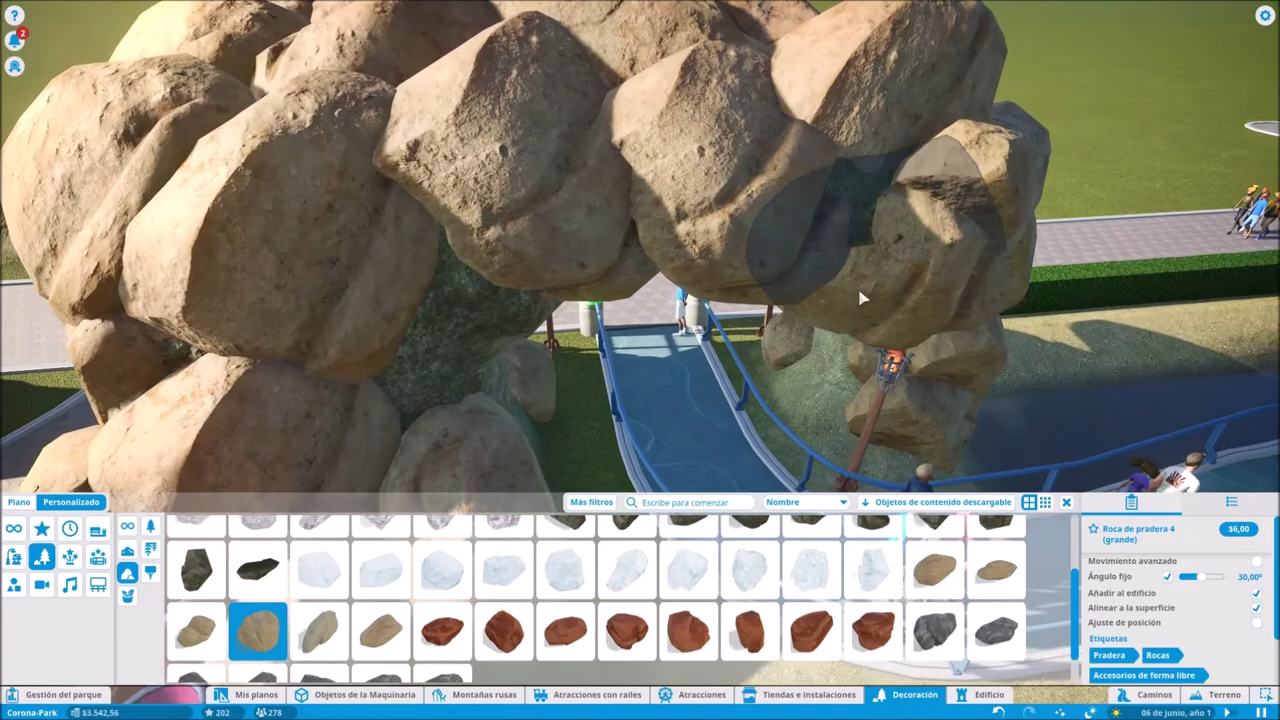 ?
2
Plano Personalizado Más filtros Escribe para comenzar Nombre Objetos de contenido descargable
Roca de pradera 4 (grande) $6,00
Movimiento avanzado
Ángulo fijo 30,00º
Añadir al edificio
Alinear a la superficie
Ajuste de posición
Etiquetas
Pradera Rocas
Accesorios de forma libre
Gestión del parque Mis planos Objetos de la Maquinaria Montañas rusas Atracciones con raíles Atracciones Tiendas e instalaciones Decoración Edificio Caminos Terreno
Corona-Park $3.542,56 202 278 06 de junio, año 1